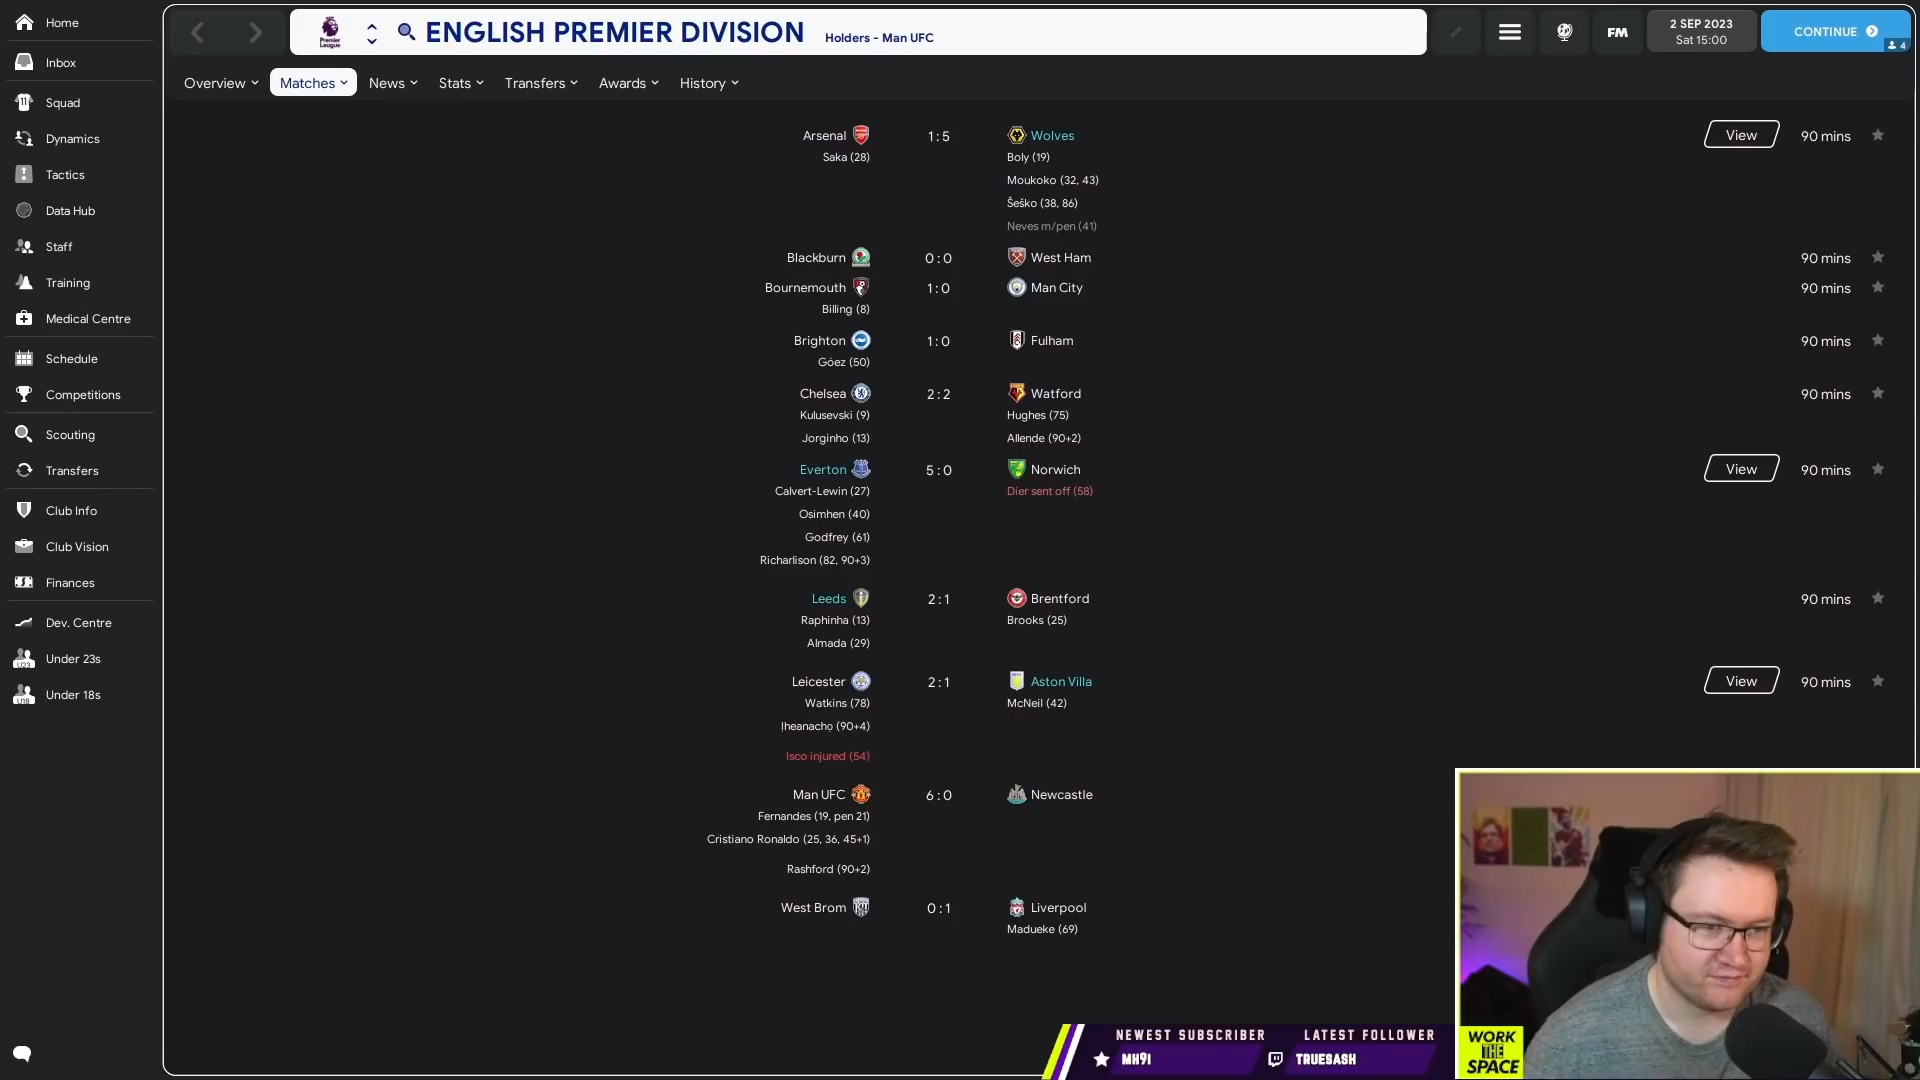 Home
Inbox
Squad
Dynamics
Tactics
Data Hub
Staff
Training
Medical Centre
Schedule
Competitions
Scouting
Transfers
Club Info
Club Vision
Finances
Dev. Centre
Under 23s
Under 18s
ENGLISH PREMIER DIVISION Holders - Man UFC
FM
2 SEP 2023
Sat 15:00
CONTINUE
4
Overview Matches News Stats Transfers Awards History
Arsenal 1 : 5 Wolves View 90 mins
Saka (28) Boly (19)
Moukoko (32, 43)
Šeško (38, 86)
Neves m/pen (41)
Blackburn 0 : 0 West Ham 90 mins
Bournemouth 1 : 0 Man City 90 mins
Billing (8)
Brighton 1 : 0 Fulham 90 mins
Góez (50)
Chelsea 2 : 2 Watford 90 mins
Kulusevski (9) Hughes (75)
Jorginho (13) Allende (90+2)
Everton 5 : 0 Norwich View 90 mins
Calvert-Lewin (27) Dier sent off (58)
Osimhen (40)
Godfrey (61)
Richarlison (82, 90+3)
Leeds 2 : 1 Brentford 90 mins
Raphinha (13) Brooks (25)
Almada (29)
Leicester 2 : 1 Aston Villa View 90 mins
Watkins (78) McNeil (42)
Ịheanachọ (90+4)
Isco injured (54)
Man UFC 6 : 0 Newcastle
Fernandes (19, pen 21)
Cristiano Ronaldo (25, 36, 45+1)
Rashford (90+2)
West Brom 0 : 1 Liverpool
Madueke (69)
NEWEST SUBSCRIBER LATEST FOLLOWER
MH91 TRUESASH
WORK
THE
SPACE